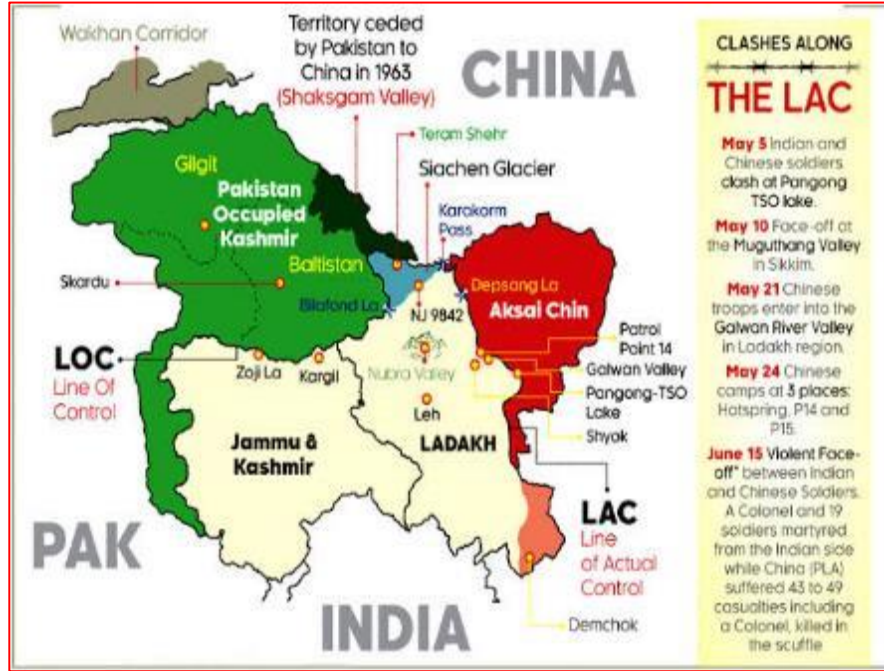 Wakhan Corridor
Territory ceded
by Pakistan to
China in 1963
(Shaksgam Valley)
CHINA
Teram Shehr
Siachen Glacier
Gilgit
Pakistan
Occupied
Kashmir
Karakorm
Pass
Baltistan
Skardu
Depsang La
Aksai Chin
Bilafond La
NJ 9842
Patrol
Point 14
LOC
Line Of
Control
Zoji La
Kargil
Nubra Valley
Galwan Valley
Pangong-TSO
Lake
Leh
Shyok
Jammu &
Kashmir
LADAKH
LAC
Line
of Actual
Control
PAK
INDIA
Demchok
CLASHES ALONG
THE LAC
May 5 Indian and
Chinese soldiers
clash at Pangong
TSO lake.
May 10 Face-off at
the Muguthang Valley
in Sikkim.
May 21 Chinese
troops enter into the
Galwan River Valley
in Ladakh region.
May 24 Chinese
camps at 3 places:
Hotspring, P14 and
P15.
June 15 Violent Face-
off" between Indian
and Chinese Soldiers.
A Colonel and 19
soldiers martyred
from the Indian side
while China (PLA)
suffered 43 to 49
casualties including
a Colonel, killed in
the scuffle